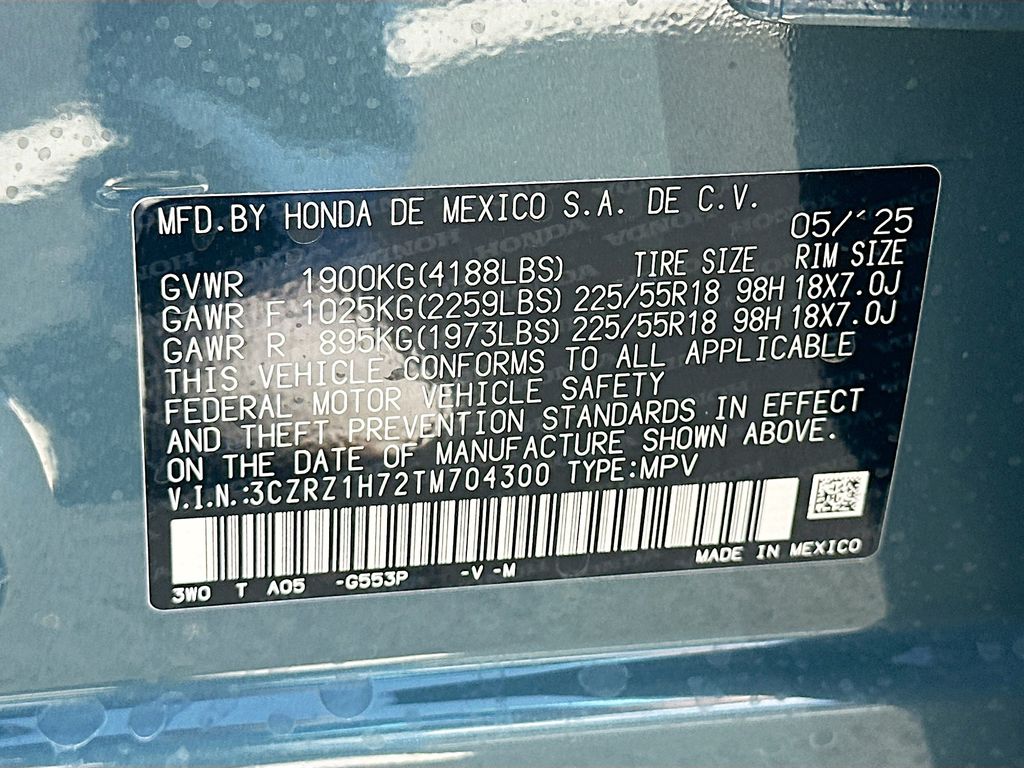 MFD.BY HONDA DE MEXICO S.A. DE C.V.
05/'25
GVWR 1900KG(4188LBS) TIRE SIZE RIM SIZE
GAWR F 1025KG(2259LBS) 225/55R18 98H 18X7.0J
GAWR R 895KG(1973LBS) 225/55R18 98H 18X7.0J
THIS VEHICLE CONFORMS TO ALL APPLICABLE
FEDERAL MOTOR VEHICLE SAFETY
AND THEFT PREVENTION STANDARDS IN EFFECT
ON THE DATE OF MANUFACTURE SHOWN ABOVE.
V.I.N.:3CZRZ1H72TM704300 TYPE:MPV
MADE IN MEXICO
3W0 T A05 -G553P -V -M